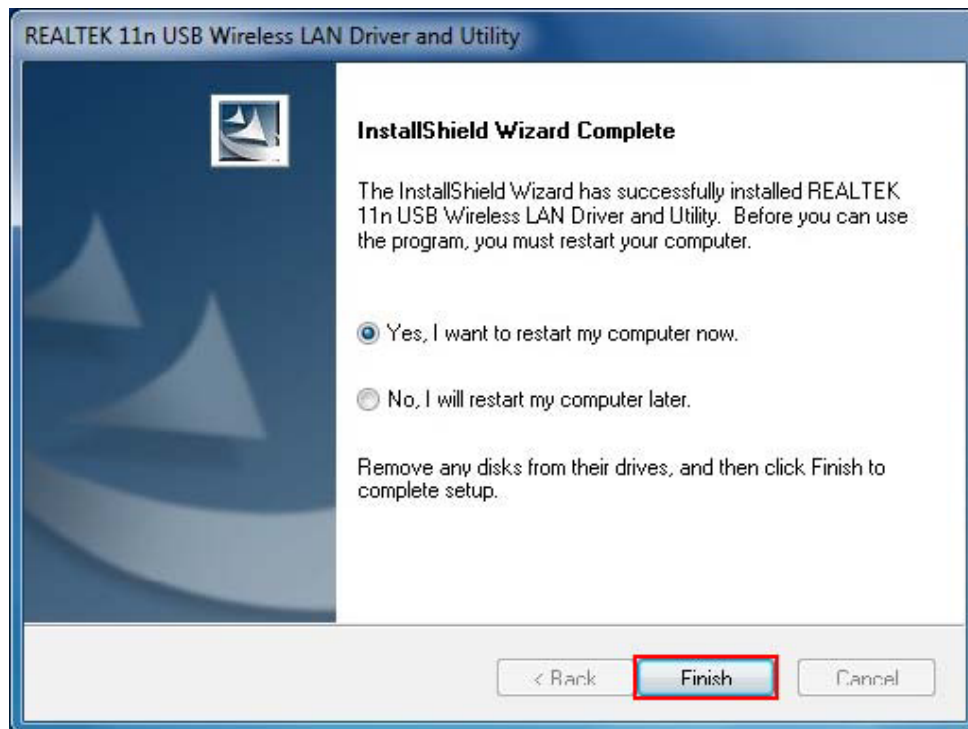 REALTEK 11n USB Wireless LAN Driver and Utility
InstallShield Wizard Complete
The InstallShield Wizard has successfully installed REALTEK
11n USB Wireless LAN Driver and Utility.  Before you can use
the program, you must restart your computer.
Yes, I want to restart my computer now.
No, I will restart my computer later.
Remove any disks from their drives, and then click Finish to
complete setup.
< Back Finish Cancel